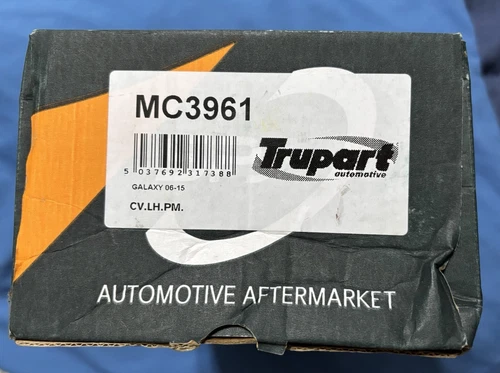 MC3961
Trupart
automotive
5 037692 317388
GALAXY 06-15
CV.LH.PM.
AUTOMOTIVE AFTERMARKET